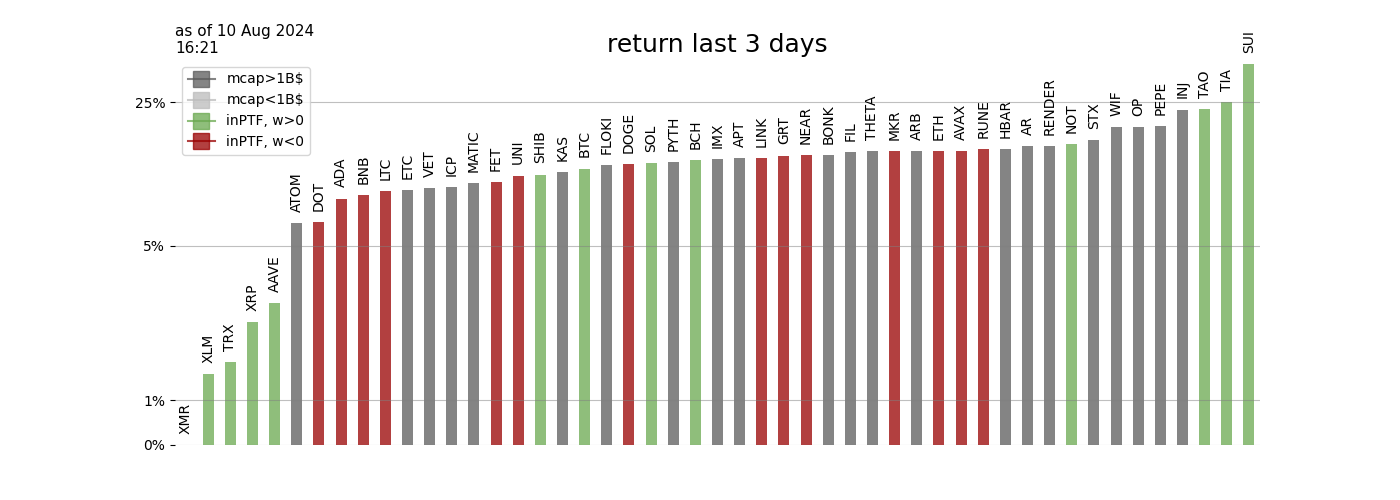 as of 10 Aug 2024
16:21
return last 3 days
mcap>1B$
mcap<1B$
inPTF, w>0
inPTF, w<0
25%
5%
1%
0%
XMR
XLM
TRX
XRP
AAVE
ATOM
DOT
ADA
BNB
LTC
ETC
VET
ICP
MATIC
FET
UNI
SHIB
KAS
BTC
FLOKI
DOGE
SOL
PYTH
BCH
IMX
APT
LINK
GRT
NEAR
BONK
FIL
THETA
MKR
ARB
ETH
AVAX
RUNE
HBAR
AR
RENDER
NOT
STX
WIF
OP
PEPE
INJ
TAO
TIA
SUI